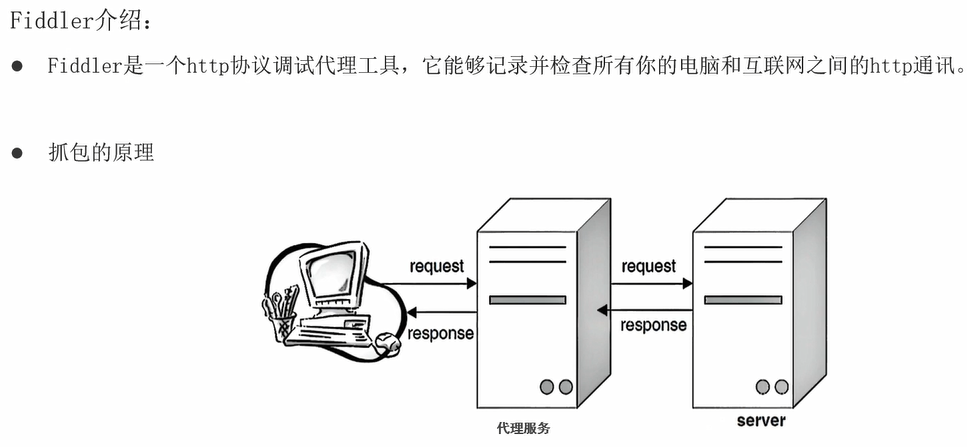 Fiddler介绍：
● Fiddler是一个http协议调试代理工具，它能够记录并检查所有你的电脑和互联网之间的http通讯。
● 抓包的原理
request
request
response
response
代理服务
server